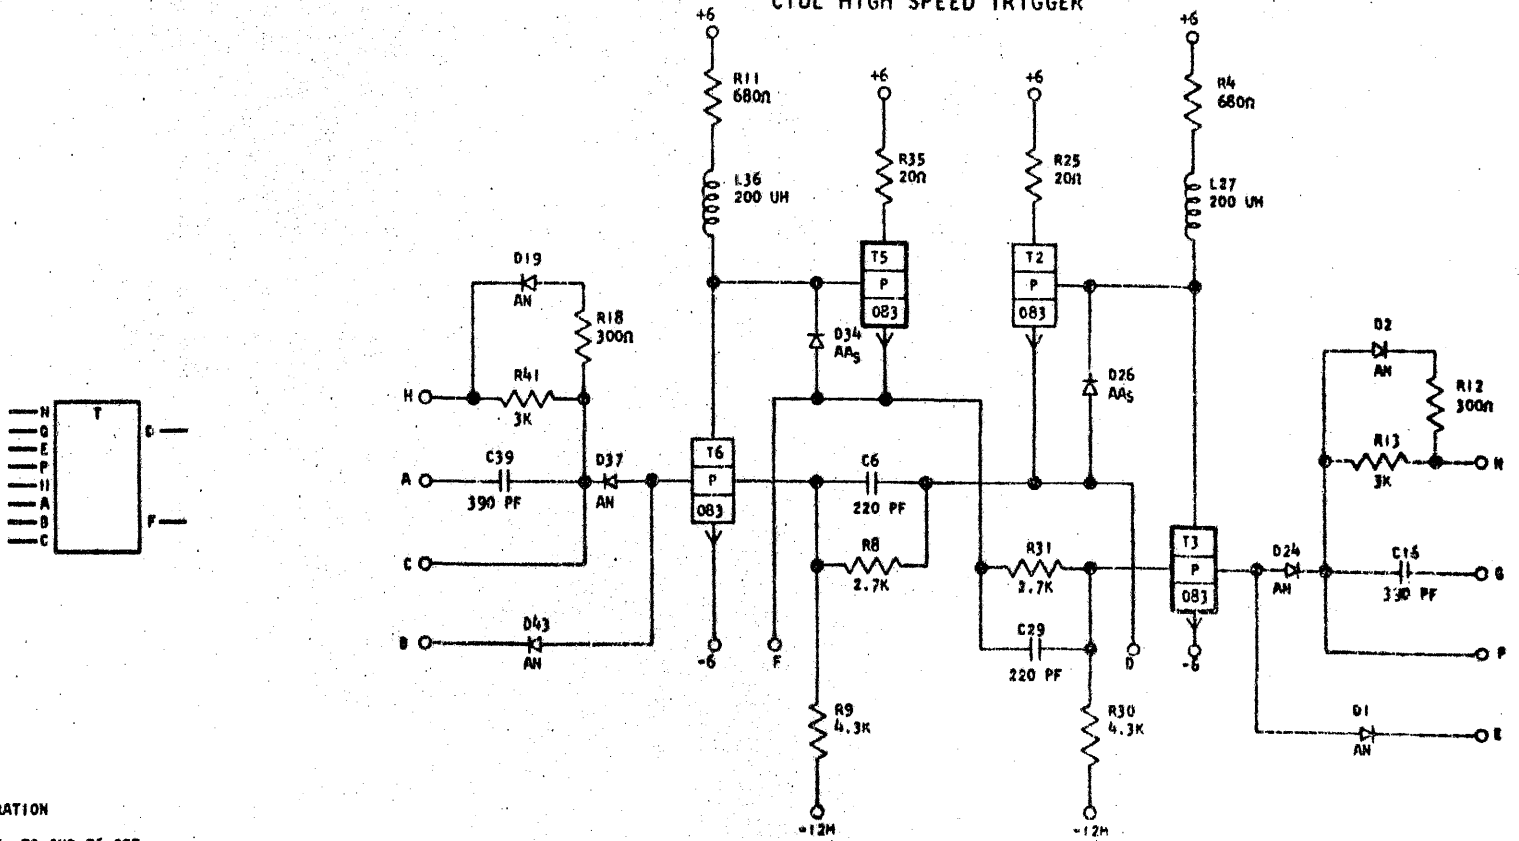 CTDL HIGH SPEED TRIGGER
+6
R11
680Ω
L36
200 UH
+6
R35
20Ω
T5
P
083
D34
AAS
+6
R25
20Ω
T2
P
083
D26
AAS
+6
R4
680Ω
L27
200 UH
D19
AN
R18
300Ω
H
R41
3K
A
C39
390 PF
D37
AN
C
B
D43
AN
T6
P
083
-6
F
C6
220 PF
R8
2.7K
R9
4.3K
-12M
R31
2.7K
C29
220 PF
D
R30
4.3K
-12M
T3
P
083
-6
D24
AN
D2
AN
R12
300Ω
R13
3K
N
G
P
D1
AN
E
T
N
G
E
P
H
A
B
C
D
F
RATION